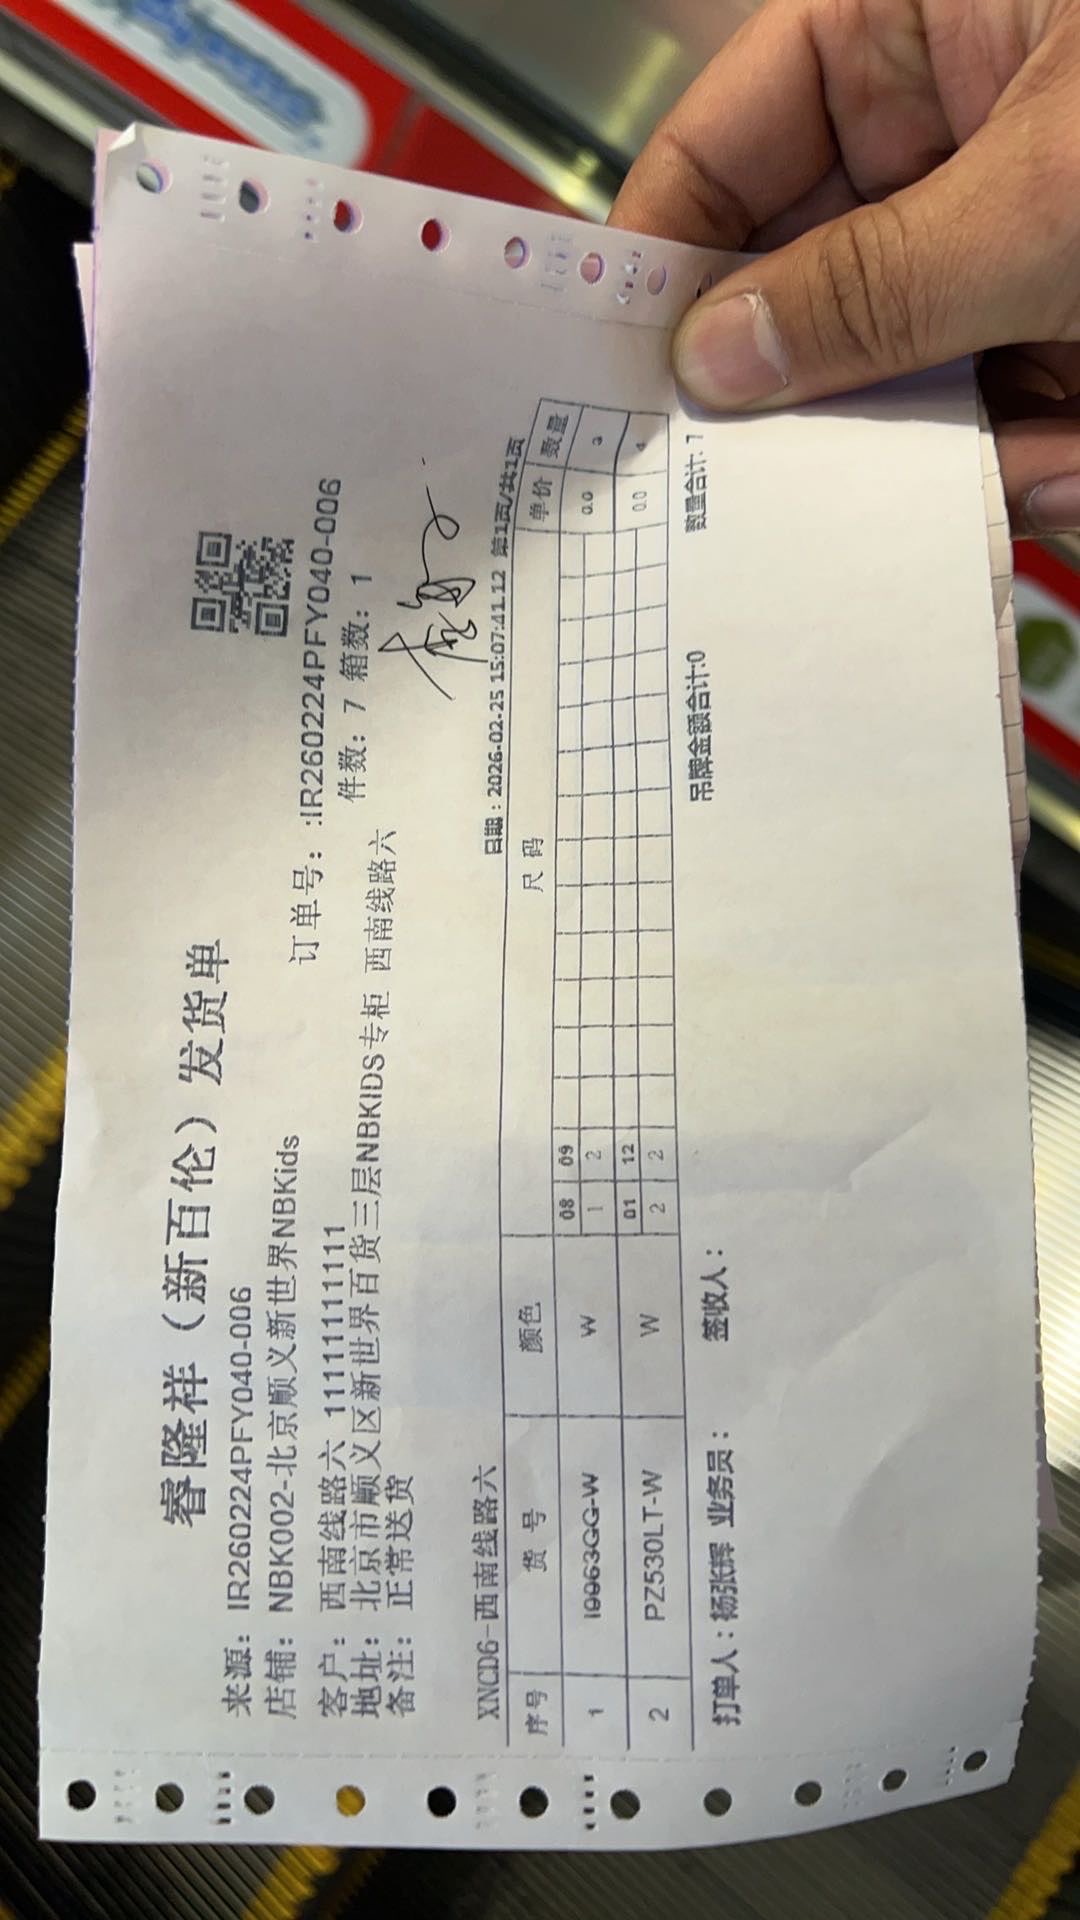 睿隆祥（新百伦）发货单
来源：IR260224PFY040-006
订单号：:IR260224PFY040-006
店铺：NBK002-北京顺义新世界NBKids
件数：7 箱数：1
客户：西南线路六 11111111111
地址：北京市顺义区新世界百货三层NBKIDS专柜 西南线路六
备注：正常送货
XNCD6-西南线路六
日期：2026-02-25 15:07:41.12 第1页/共1页
序号 货 号 颜色 尺 码 单价 数量
08 09
1 I9963GG-W W 1 2 0.0 3
01 12
2 PZ530LT-W W 2 2 0.0 4
吊牌金额合计:0 数量合计: 7
打单人：杨张辉 业务员： 签收人：